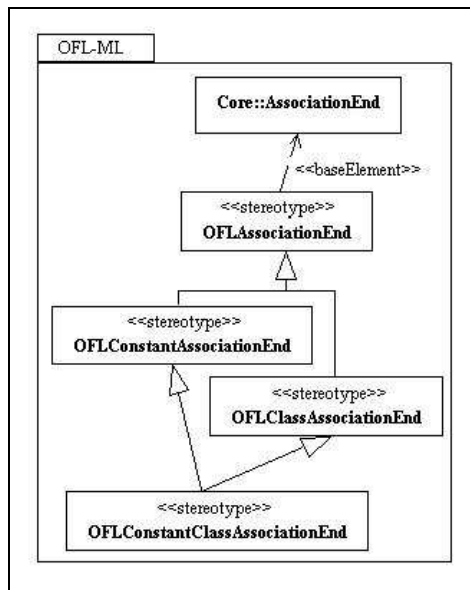 OFL-ML
Core::AssociationEnd
<<baseElement>>
<<stereotype>>
OFLAssociationEnd
<<stereotype>>
OFLConstantAssociationEnd
<<stereotype>>
OFLClassAssociationEnd
<<stereotype>>
OFLConstantClassAssociationEnd